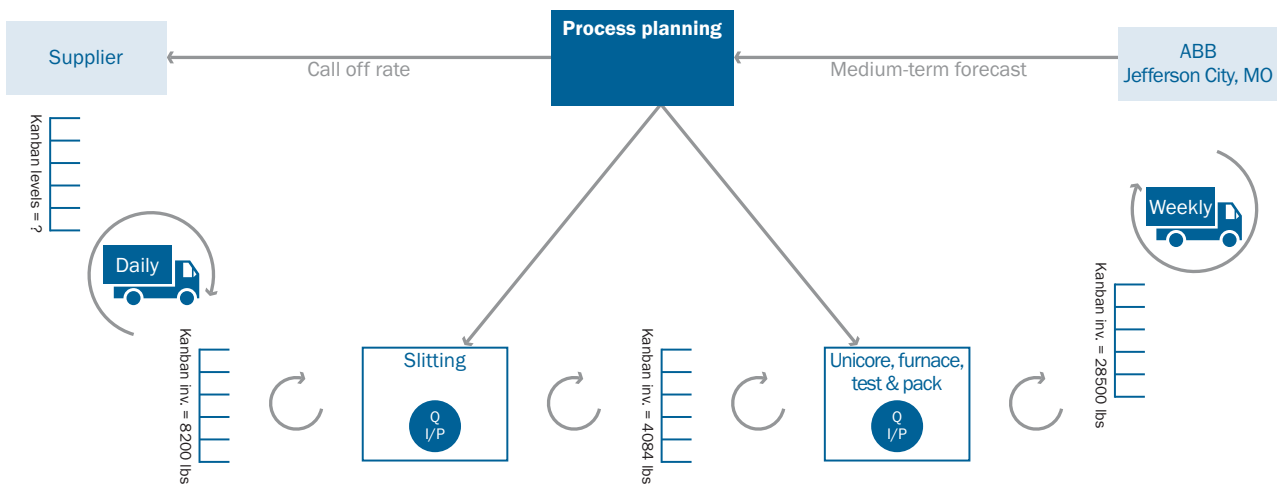 Supplier
Call off rate
Process planning
Medium-term forecast
ABB
Jefferson City, MO
Kanban levels = ?
Daily
Weekly
Kanban inv. = 8200 lbs
Slitting
Q
I/P
Kanban inv. = 4084 lbs
Unicore, furnace,
test & pack
Q
I/P
Kanban inv. = 28500 lbs